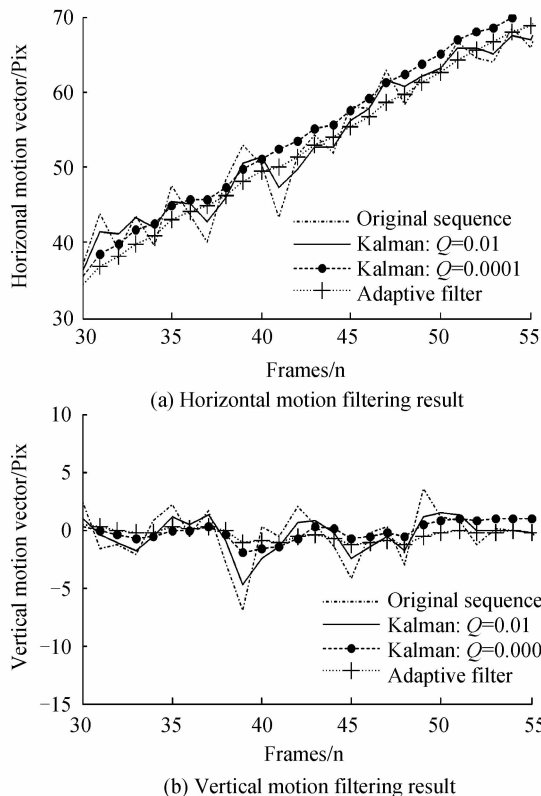 70
60
50
40
30
Horizonal motion vector/Pix
Original sequence
Kalman: Q=0.01
Kalman: Q=0.0001
Adaptive filter
30 35 40 45 50 55
Frames/n
(a) Horizontal motion filtering result
10
5
0
−5
−10
−15
Vertical motion vector/Pix
Original sequence
Kalman: Q=0.01
Kalman: Q=0.000
Adaptive filter
30 35 40 45 50 55
Frames/n
(b) Vertical motion filtering result